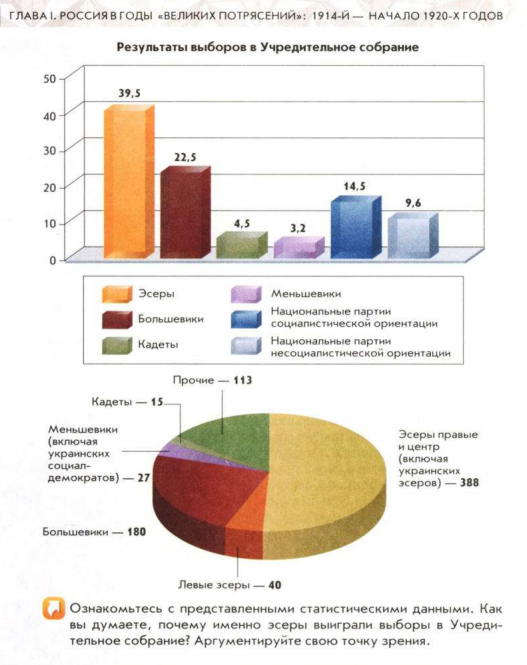 ГЛАВА I. РОССИЯ В ГОДЫ «ВЕЛИКИХ ПОТРЯСЕНИЙ»: 1914-Й — НАЧАЛО 1920-Х ГОДОВ
Результаты выборов в Учредительное собрание
50
40
30
20
10
0
39,5
22,5
4,5
3,2
14,5
9,6
Эсеры
Большевики
Кадеты
Меньшевики
Национальные партии
социалистической ориентации
Национальные партии
несоциалистической ориентации
Прочие — 113
Кадеты — 15
Меньшевики
(включая
украинских
социал-
демократов) — 27
Большевики — 180
Левые эсеры — 40
Эсеры правые
и центр
(включая
украинских
эсеров) — 388
Ознакомьтесь с представленными статистическими данными. Как
вы думаете, почему именно эсеры выиграли выборы в Учреди-
тельное собрание? Аргументируйте свою точку зрения.